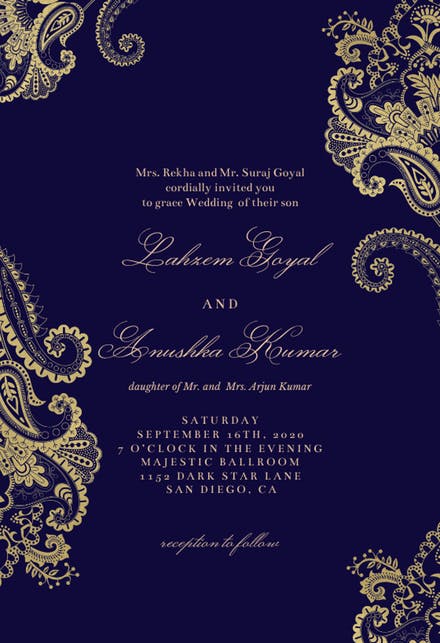 Mrs. Rekha and Mr. Suraj Goyal
cordially invited you
to grace Wedding of their son
Lahzem Goyal
AND
Anushka Kumar
daughter of Mr. and Mrs. Arjun Kumar
SATURDAY
SEPTEMBER 16TH, 2020
7 O'CLOCK IN THE EVENING
MAJESTIC BALLROOM
1152 DARK STAR LANE
SAN DIEGO, CA
reception to follow